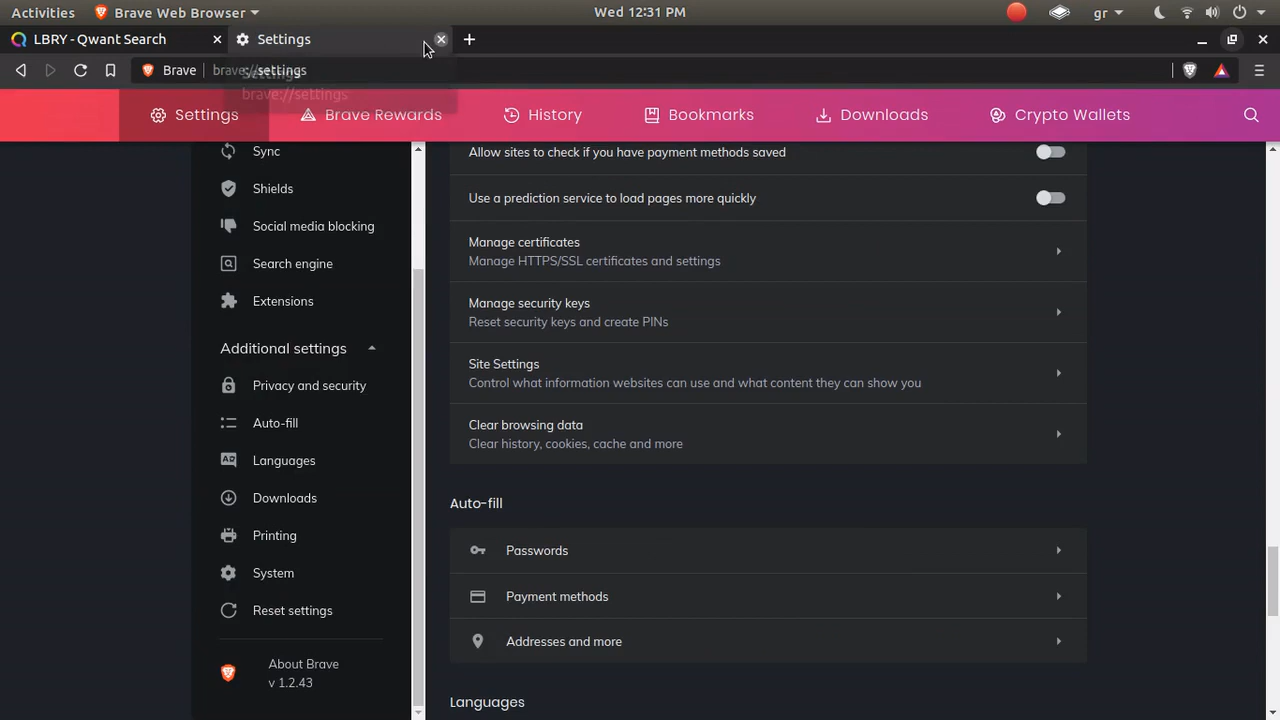 Activities Brave Web Browser Wed 12:31 PM gr
LBRY - Qwant Search Settings
Brave brave://settings
Settings
brave://settings
Settings Brave Rewards History Bookmarks Downloads Crypto Wallets
Sync
Shields
Social media blocking
Search engine
Extensions
Additional settings
Privacy and security
Auto-fill
Languages
Downloads
Printing
System
Reset settings
About Brave
v 1.2.43
Allow sites to check if you have payment methods saved
Use a prediction service to load pages more quickly
Manage certificates
Manage HTTPS/SSL certificates and settings
Manage security keys
Reset security keys and create PINs
Site Settings
Control what information websites can use and what content they can show you
Clear browsing data
Clear history, cookies, cache and more
Auto-fill
Passwords
Payment methods
Addresses and more
Languages